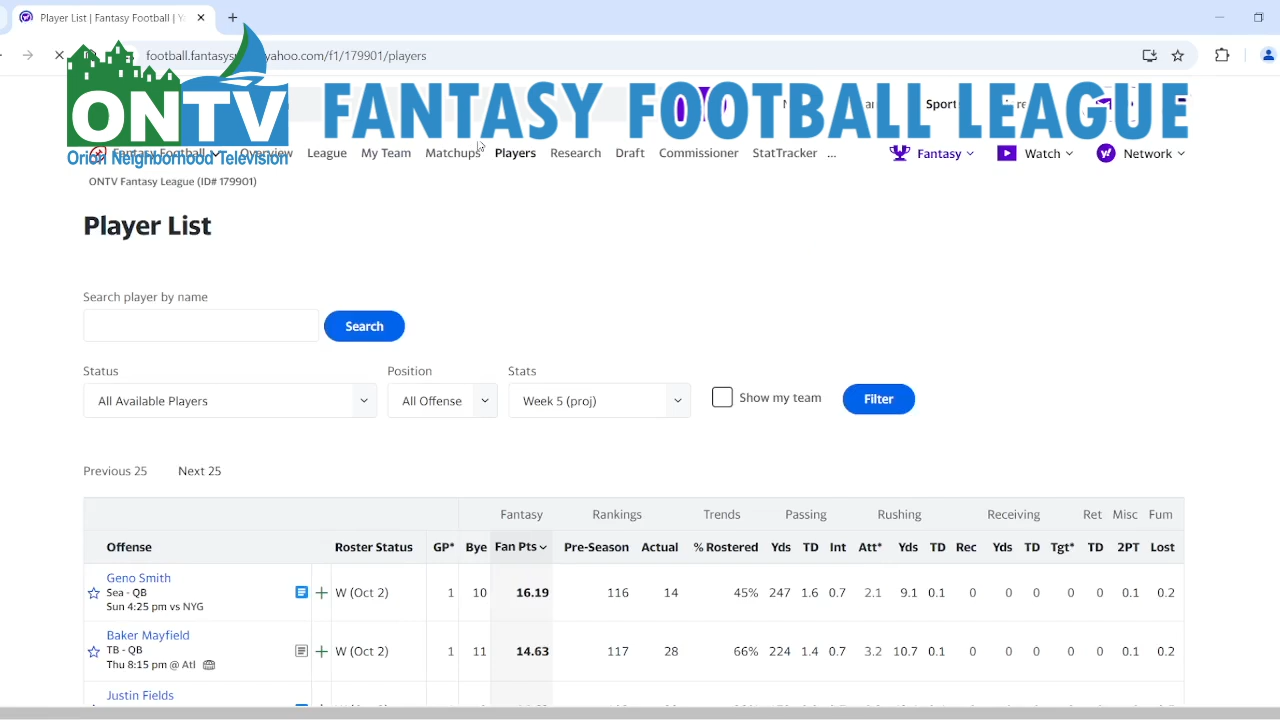 Player List | Fantasy Football |
football.fantasys yahoo.com/f1/179901/players
ONTV
Orion Neighborhood Television
FANTASY FOOTBALL LEAGUE
Sport
Fantasy Football Overview League My Team Matchups Players Research Draft Commissioner StatTracker ... Fantasy Watch Network
ONTV Fantasy League (ID# 179901)
Player List
Search player by name
Search
Status Position Stats
All Available Players All Offense Week 5 (proj) Show my team Filter
Previous 25 Next 25
Fantasy Rankings Trends Passing Rushing Receiving Ret Misc Fum
Offense Roster Status GP* Bye Fan Pts Pre-Season Actual % Rostered Yds TD Int Att* Yds TD Rec Yds TD Tgt* TD 2PT Lost
Geno Smith
Sea - QB W (Oct 2) 1 10 16.19 116 14 45% 247 1.6 0.7 2.1 9.1 0.1 0 0 0 0 0 0.1 0.2
Sun 4:25 pm vs NYG
Baker Mayfield
TB - QB W (Oct 2) 1 11 14.63 117 28 66% 224 1.4 0.7 3.2 10.7 0.1 0 0 0 0 0 0.1 0.2
Thu 8:15 pm @ Atl
Justin Fields